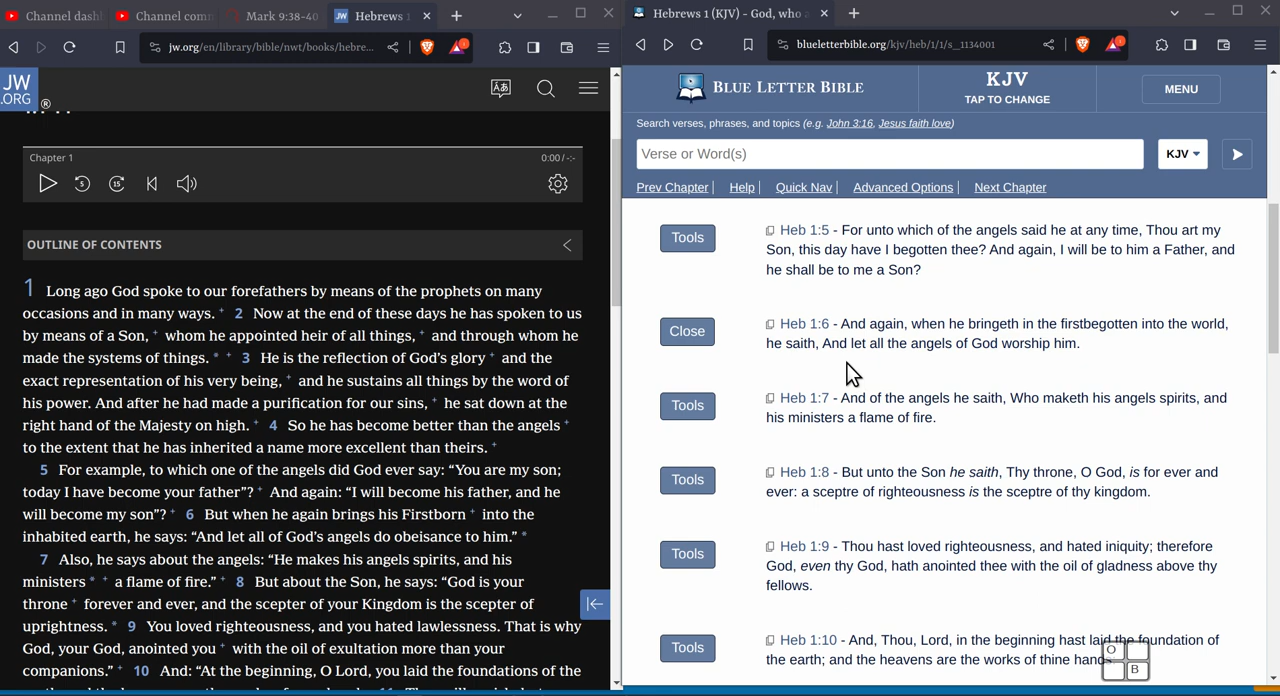 Channel dash
Channel com
Mark 9:38-40
Hebrews 1
jw.org/en/library/bible/nwt/books/hebre...
JW
.ORG
®
Chapter 1
0:00 / -:-
5
15
OUTLINE OF CONTENTS
1 Long ago God spoke to our forefathers by means of the prophets on many
occasions and in many ways. + 2 Now at the end of these days he has spoken to us
by means of a Son, + whom he appointed heir of all things, + and through whom he
made the systems of things. * + 3 He is the reflection of God's glory + and the
exact representation of his very being, + and he sustains all things by the word of
his power. And after he had made a purification for our sins, + he sat down at the
right hand of the Majesty on high. + 4 So he has become better than the angels +
to the extent that he has inherited a name more excellent than theirs. +
5 For example, to which one of the angels did God ever say: “You are my son;
today I have become your father”? + And again: “I will become his father, and he
will become my son”? + 6 But when he again brings his Firstborn + into the
inhabited earth, he says: “And let all of God's angels do obeisance to him.” *
7 Also, he says about the angels: “He makes his angels spirits, and his
ministers * + a flame of fire.” + 8 But about the Son, he says: “God is your
throne + forever and ever, and the scepter of your Kingdom is the scepter of
uprightness. * 9 You loved righteousness, and you hated lawlessness. That is why
God, your God, anointed you + with the oil of exultation more than your
companions.” + 10 And: “At the beginning, O Lord, you laid the foundations of the
Hebrews 1 (KJV) - God, who a
blueletterbible.org/kjv/heb/1/1/s_1134001
BLUE LETTER BIBLE
KJV
TAP TO CHANGE
MENU
Search verses, phrases, and topics (e.g. John 3:16, Jesus faith love)
Verse or Word(s)
KJV
Prev Chapter | Help | Quick Nav | Advanced Options | Next Chapter
Tools
Heb 1:5 - For unto which of the angels said he at any time, Thou art my
Son, this day have I begotten thee? And again, I will be to him a Father, and
he shall be to me a Son?
Close
Heb 1:6 - And again, when he bringeth in the firstbegotten into the world,
he saith, And let all the angels of God worship him.
Tools
Heb 1:7 - And of the angels he saith, Who maketh his angels spirits, and
his ministers a flame of fire.
Tools
Heb 1:8 - But unto the Son he saith, Thy throne, O God, is for ever and
ever: a sceptre of righteousness is the sceptre of thy kingdom.
Tools
Heb 1:9 - Thou hast loved righteousness, and hated iniquity; therefore
God, even thy God, hath anointed thee with the oil of gladness above thy
fellows.
Tools
Heb 1:10 - And, Thou, Lord, in the beginning hast laid the foundation of
the earth; and the heavens are the works of thine hands
O
B